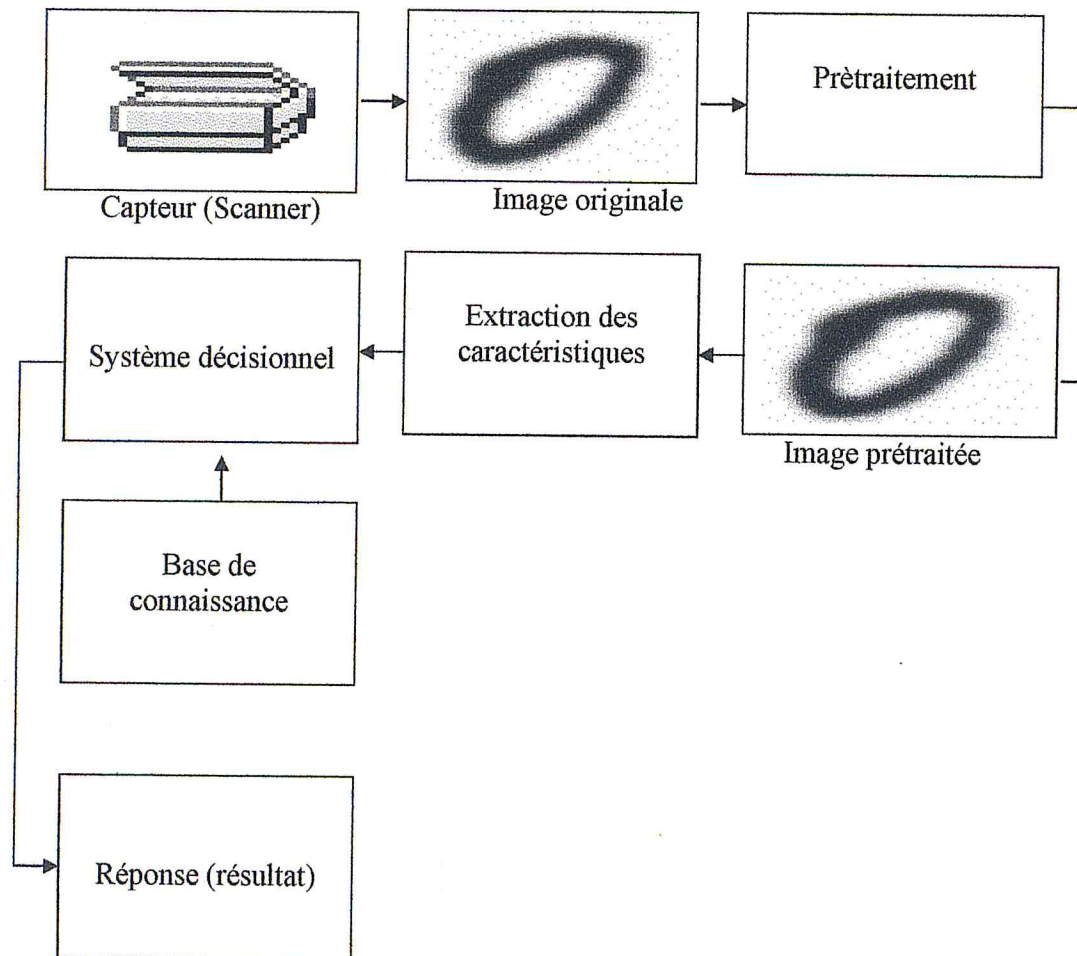 Prètraitement
Capteur (Scanner)
Image originale
Système décisionnel
Extraction des
caractéristiques
Image prétraitée
Base de
connaissance
Réponse (résultat)